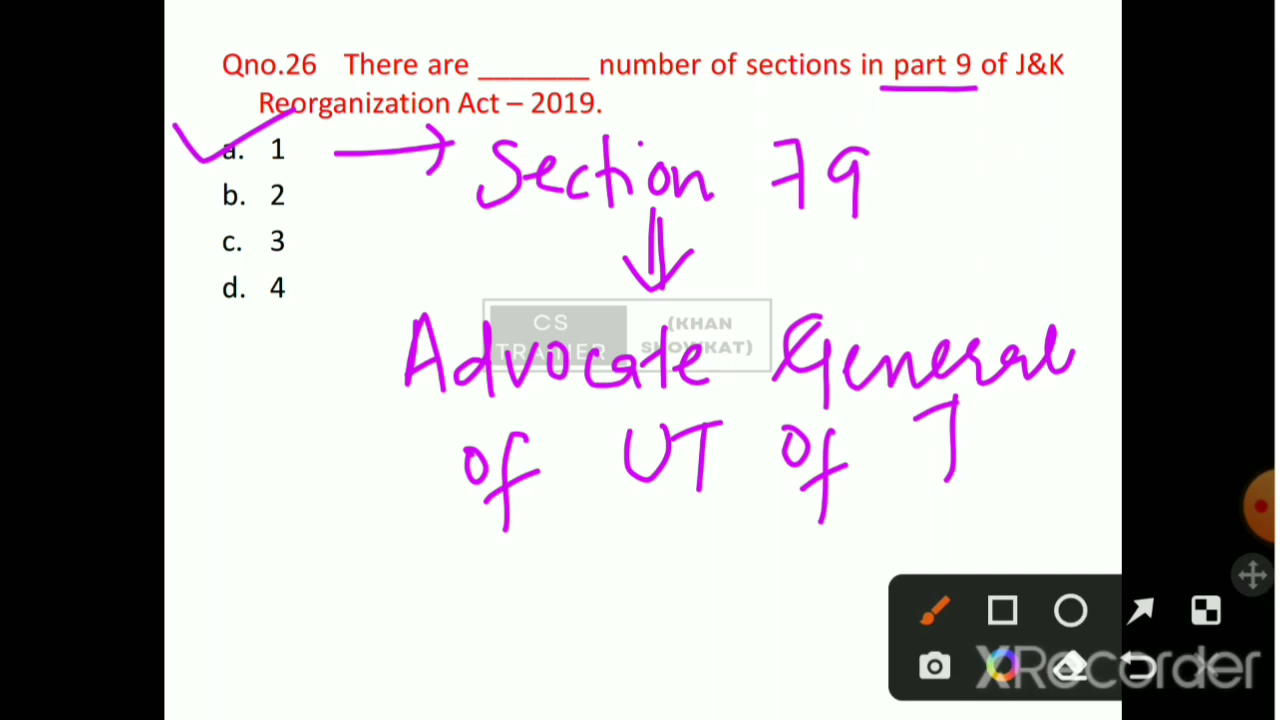 Qno.26 There are _______ number of sections in part 9 of J&K
Reorganization Act – 2019.
a. 1 → Section 79
b. 2
c. 3
d. 4
CS (KHAN
TRAINER SHOWKAT)
Advocate General
of UT of J
XRecorder